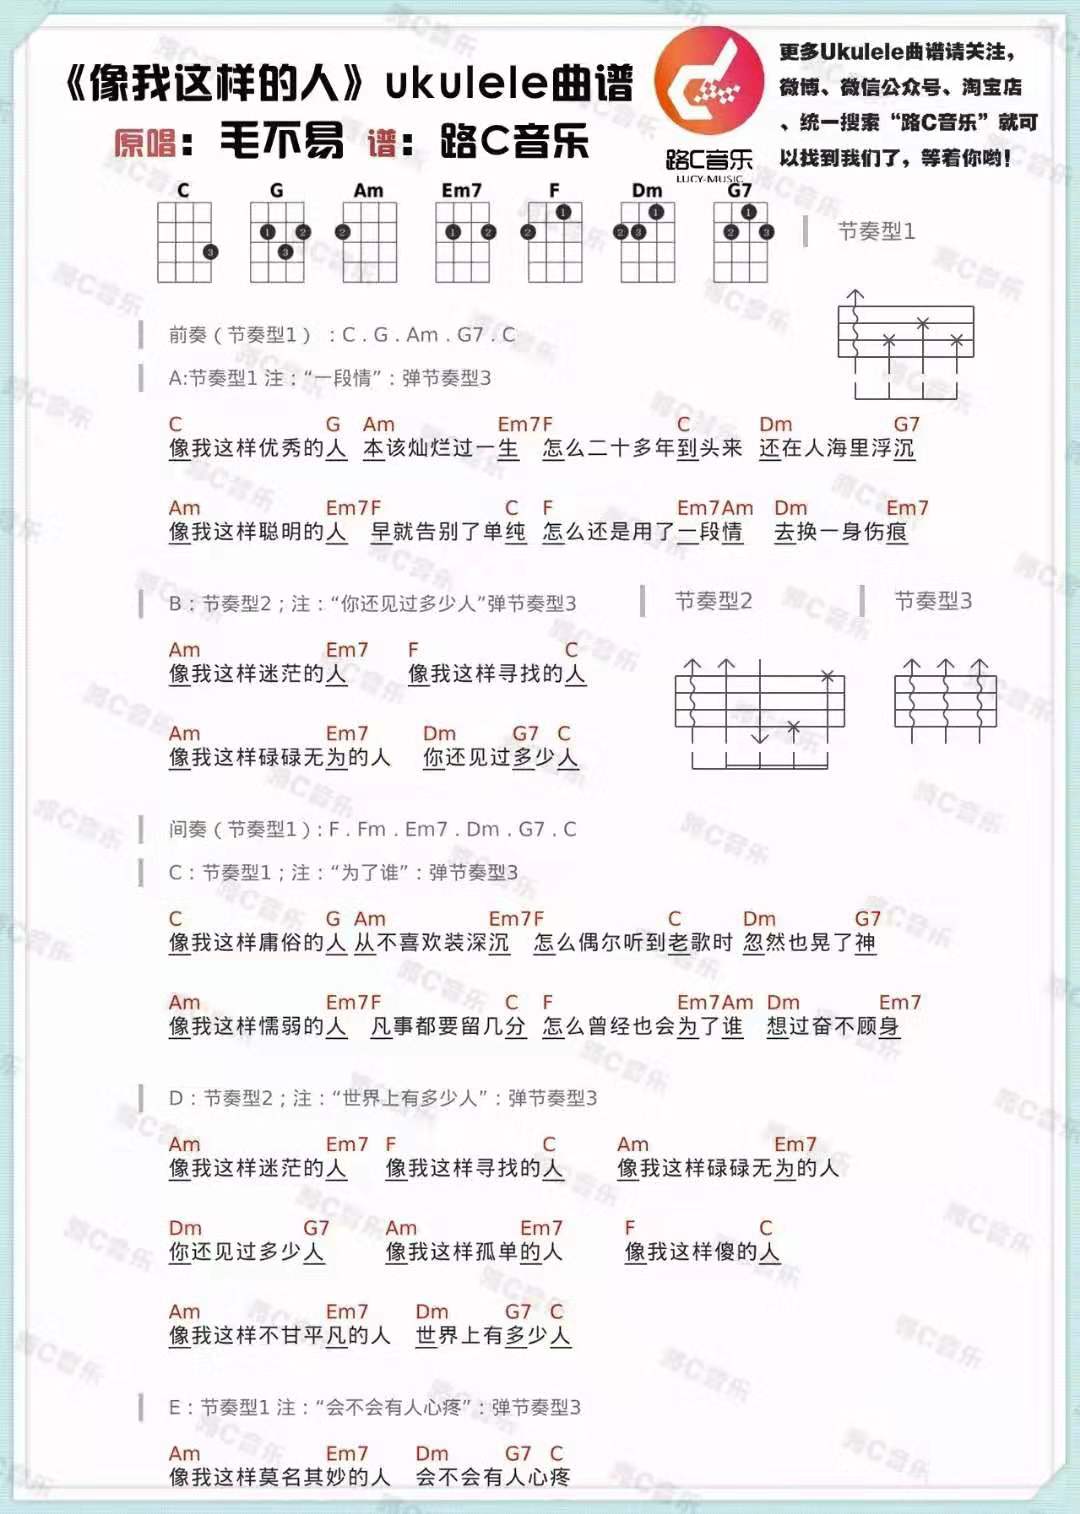 《像我这样的人》ukulele曲谱
原唱：毛不易 谱：路C音乐
路C音乐
LUCY-MUSIC
更多Ukulele曲谱请关注，
微博、微信公众号、淘宝店
、统一搜索“路C音乐”就可
以找到我们了，等着你哟！
C G Am Em7 F Dm G7
3 1 2 3 2 1 2 1 2 1 2 3 1 2 3
节奏型1
前奏（节奏型1）：C . G . Am . G7 . C
A:节奏型1 注：“一段情”：弹节奏型3
C G Am Em7 F C Dm G7
像我这样优秀的人 本该灿烂过一生 怎么二十多年到头来 还在人海里浮沉
Am Em7 F C F Em7 Am Dm Em7
像我这样聪明的人 早就告别了单纯 怎么还是用了一段情 去换一身伤痕
B：节奏型2；注：“你还见过多少人”弹节奏型3
节奏型2 节奏型3
Am Em7 F C
像我这样迷茫的人 像我这样寻找的人
Am Em7 Dm G7 C
像我这样碌碌无为的人 你还见过多少人
间奏（节奏型1）: F . Fm . Em7 . Dm . G7 . C
C：节奏型1；注：“为了谁”：弹节奏型3
C G Am Em7 F C Dm G7
像我这样庸俗的人 从不喜欢装深沉 怎么偶尔听到老歌时 忽然也晃了神
Am Em7 F C F Em7 Am Dm Em7
像我这样懦弱的人 凡事都要留几分 怎么曾经也会为了谁 想过奋不顾身
D：节奏型2；注：“世界上有多少人”：弹节奏型3
Am Em7 F C Am Em7
像我这样迷茫的人 像我这样寻找的人 像我这样碌碌无为的人
Dm G7 Am Em7 F C
你还见过多少人 像我这样孤单的人 像我这样傻的人
Am Em7 Dm G7 C
像我这样不甘平凡的人 世界上有多少人
E：节奏型1 注：“会不会有人心疼”：弹节奏型3
Am Em7 Dm G7 C
像我这样莫名其妙的人 会不会有人心疼